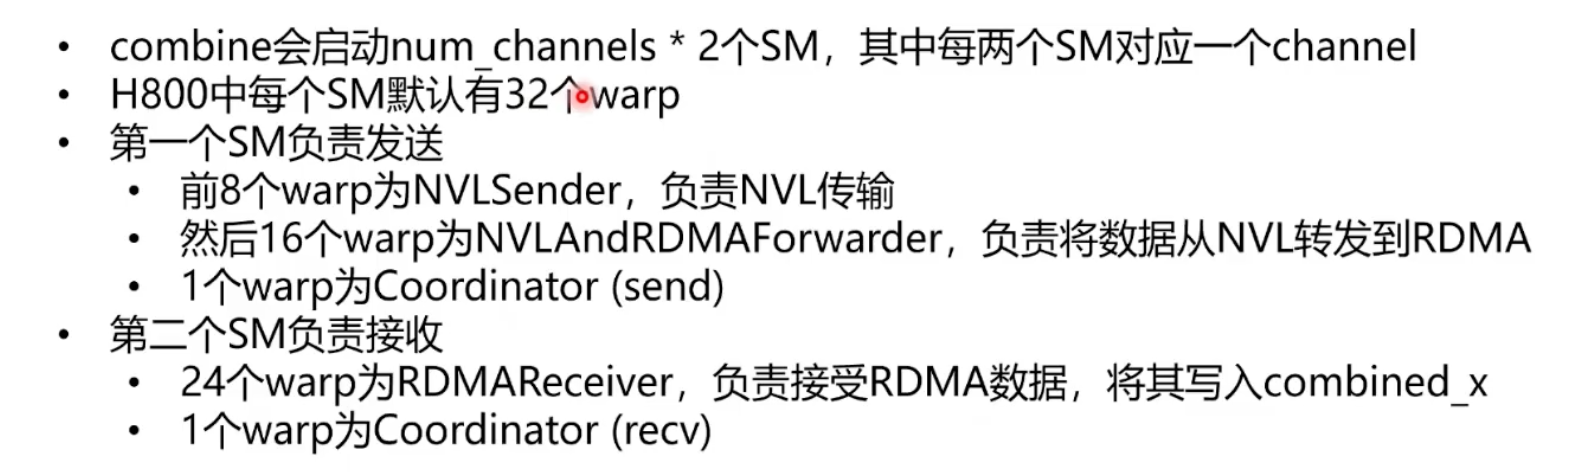 • combine会启动num_channels * 2个SM，其中每两个SM对应一个channel
• H800中每个SM默认有32个warp
• 第一个SM负责发送
• 前8个warp为NVLSender，负责NVL传输
• 然后16个warp为NVLAndRDMAForwarder，负责将数据从NVL转发到RDMA
• 1个warp为Coordinator (send)
• 第二个SM负责接收
• 24个warp为RDMAReceiver，负责接受RDMA数据，将其写入combined_x
• 1个warp为Coordinator (recv)